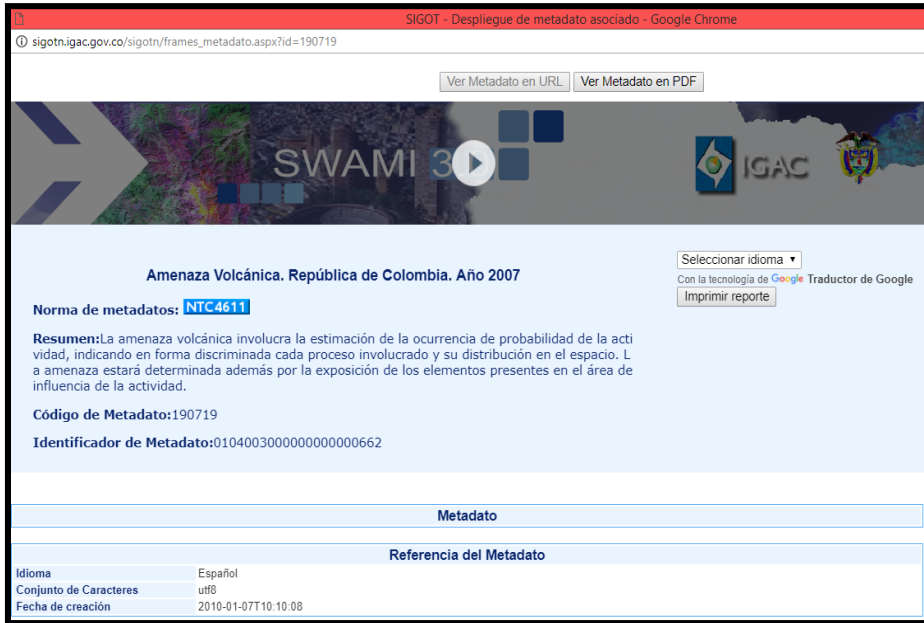 SIGOT - Despliegue de metadato asociado - Google Chrome
sigotn.igac.gov.co/sigotn/frames_metadato.aspx?id=190719
Ver Metadato en URL Ver Metadato en PDF
SWAMI 3 IGAC
Seleccionar idioma
Amenaza Volcánica. República de Colombia. Año 2007
Con la tecnología de Google Traductor de Google
Imprimir reporte
Norma de metadatos: NTC4611
Resumen:La amenaza volcánica involucra la estimación de la ocurrencia de probabilidad de la acti
vidad, indicando en forma discriminada cada proceso involucrado y su distribución en el espacio. L
a amenaza estará determinada además por la exposición de los elementos presentes en el área de
influencia de la actividad.
Código de Metadato:190719
Identificador de Metadato:0104003000000000000662
Metadato
Referencia del Metadato
Idioma Español
Conjunto de Caracteres utf8
Fecha de creación 2010-01-07T10:10:08